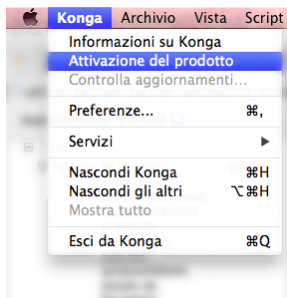 Konga Archivio Vista Script
Informazioni su Konga
Attivazione del prodotto
Controlla aggiornamenti...
Preferenze... ⌘,
Servizi ▶
Nascondi Konga ⌘H
Nascondi gli altri ⌥⌘H
Mostra tutto
Esci da Konga ⌘Q